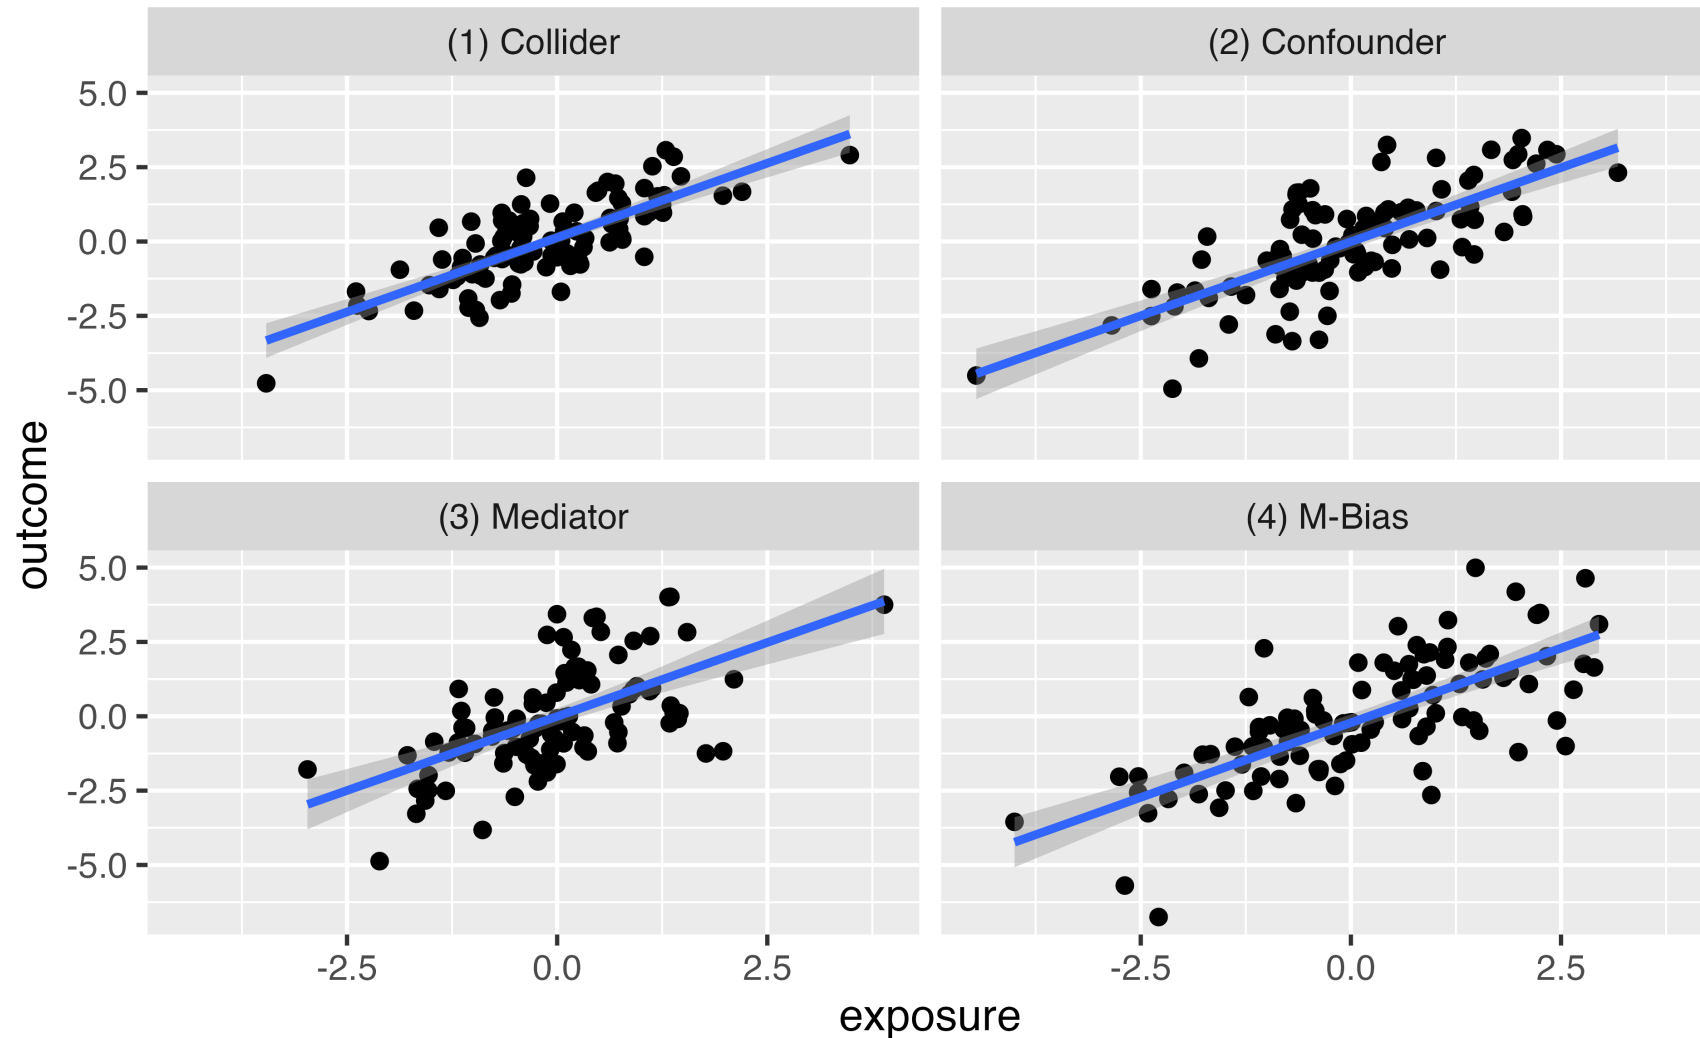 (1) Collider
(2) Confounder
5.0
2.5
0.0
-2.5
-5.0
outcome
(3) Mediator
(4) M-Bias
5.0
2.5
0.0
-2.5
-5.0
-2.5 0.0 2.5
-2.5 0.0 2.5
exposure